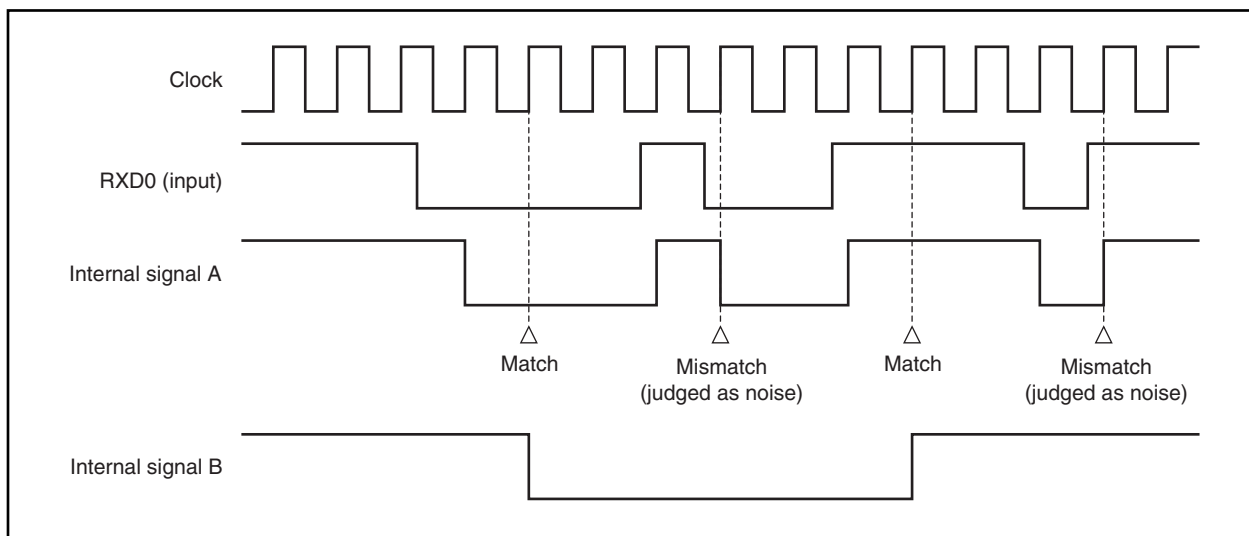 Clock
RXD0 (input)
Internal signal A
Match
Mismatch
(judged as noise)
Match
Mismatch
(judged as noise)
Internal signal B